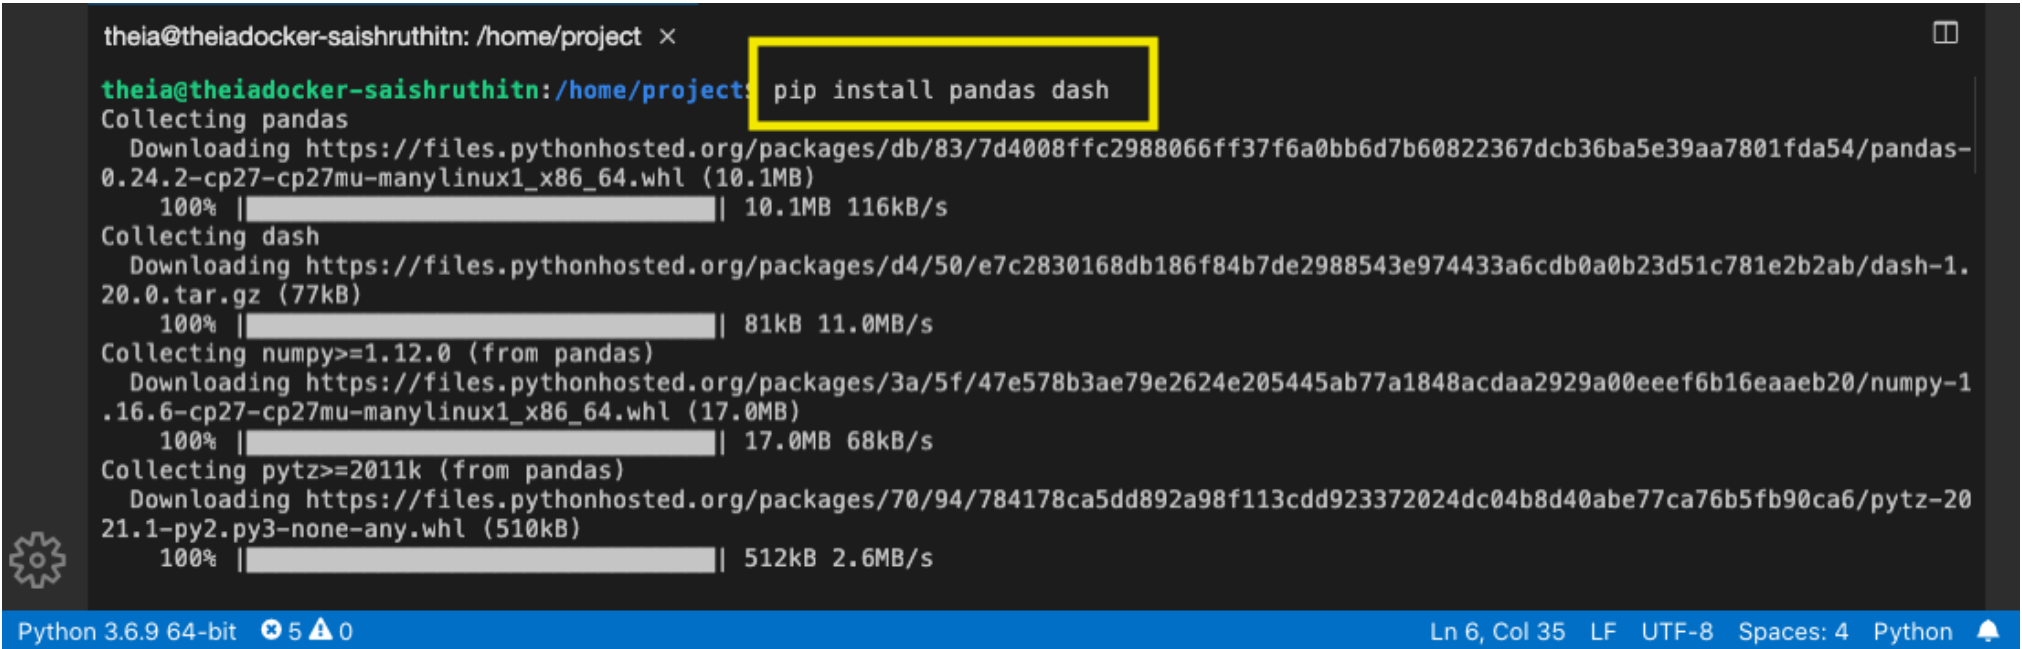 theia@theiadocker-saishruthitn: /home/project ×
theia@theiadocker-saishruthitn:/home/project$ pip install pandas dash
Collecting pandas
  Downloading https://files.pythonhosted.org/packages/db/83/7d4008ffc2988066ff37f6a0bb6d7b60822367dcb36ba5e39aa7801fda54/pandas-
0.24.2-cp27-cp27mu-manylinux1_x86_64.whl (10.1MB)
    100% |████████████████████████████████| 10.1MB 116kB/s
Collecting dash
  Downloading https://files.pythonhosted.org/packages/d4/50/e7c2830168db186f84b7de2988543e974433a6cdb0a0b23d51c781e2b2ab/dash-1.
20.0.tar.gz (77kB)
    100% |████████████████████████████████| 81kB 11.0MB/s
Collecting numpy>=1.12.0 (from pandas)
  Downloading https://files.pythonhosted.org/packages/3a/5f/47e578b3ae79e2624e205445ab77a1848acdaa2929a00eeef6b16eaaeb20/numpy-1
.16.6-cp27-cp27mu-manylinux1_x86_64.whl (17.0MB)
    100% |████████████████████████████████| 17.0MB 68kB/s
Collecting pytz>=2011k (from pandas)
  Downloading https://files.pythonhosted.org/packages/70/94/784178ca5dd892a98f113cdd923372024dc04b8d40abe77ca76b5fb90ca6/pytz-20
21.1-py2.py3-none-any.whl (510kB)
    100% |████████████████████████████████| 512kB 2.6MB/s
Python 3.6.9 64-bit 5 0 Ln 6, Col 35 LF UTF-8 Spaces: 4 Python